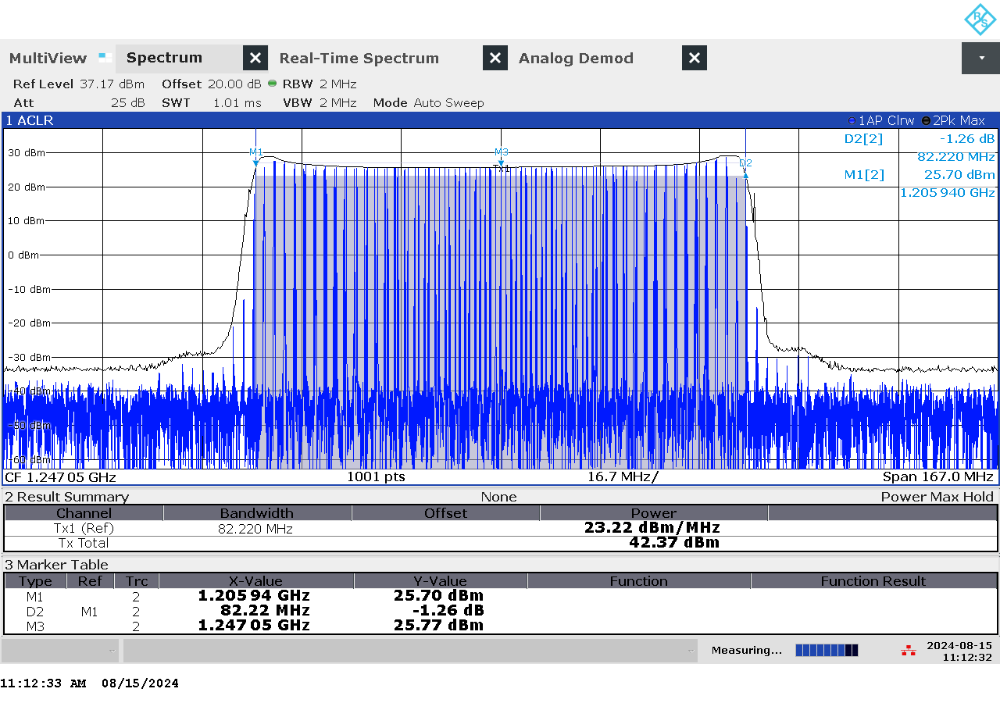 R S
MultiView Spectrum Real-Time Spectrum Analog Demod
Ref Level 37.17 dBm Offset 20.00 dB RBW 2 MHz
Att 25 dB SWT 1.01 ms VBW 2 MHz Mode Auto Sweep
1 ACLR 1AP Clrw 2Pk Max
D2[2] -1.26 dB
82.220 MHz
M1[2] 25.70 dBm
1.205 940 GHz
M1 M3 D2
Tx1
30 dBm
20 dBm
10 dBm
0 dBm
-10 dBm
-20 dBm
-30 dBm
-40 dBm
-50 dBm
-60 dBm
CF 1.247 05 GHz 1001 pts 16.7 MHz/ Span 167.0 MHz
2 Result Summary None Power Max Hold
Channel Bandwidth Offset Power
Tx1 (Ref) 82.220 MHz 23.22 dBm/MHz
Tx Total 42.37 dBm
3 Marker Table
Type Ref Trc X-Value Y-Value Function Function Result
M1 2 1.205 94 GHz 25.70 dBm
D2 M1 2 82.22 MHz -1.26 dB
M3 2 1.247 05 GHz 25.77 dBm
Measuring... 2024-08-15
11:12:32
11:12:33 AM 08/15/2024